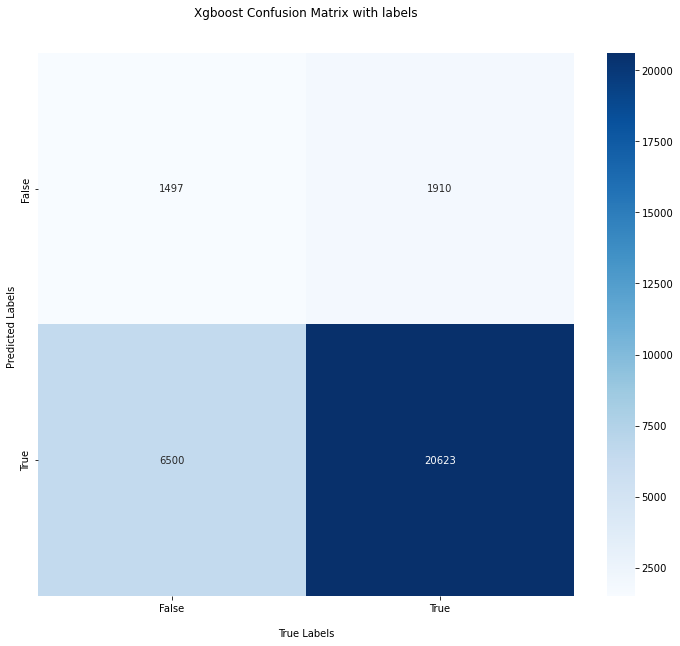 Xgboost Confusion Matrix with labels
20000
17500
15000
12500
10000
7500
5000
2500
False
1497
1910
Predicted Labels
True
6500
20623
False
True
True Labels